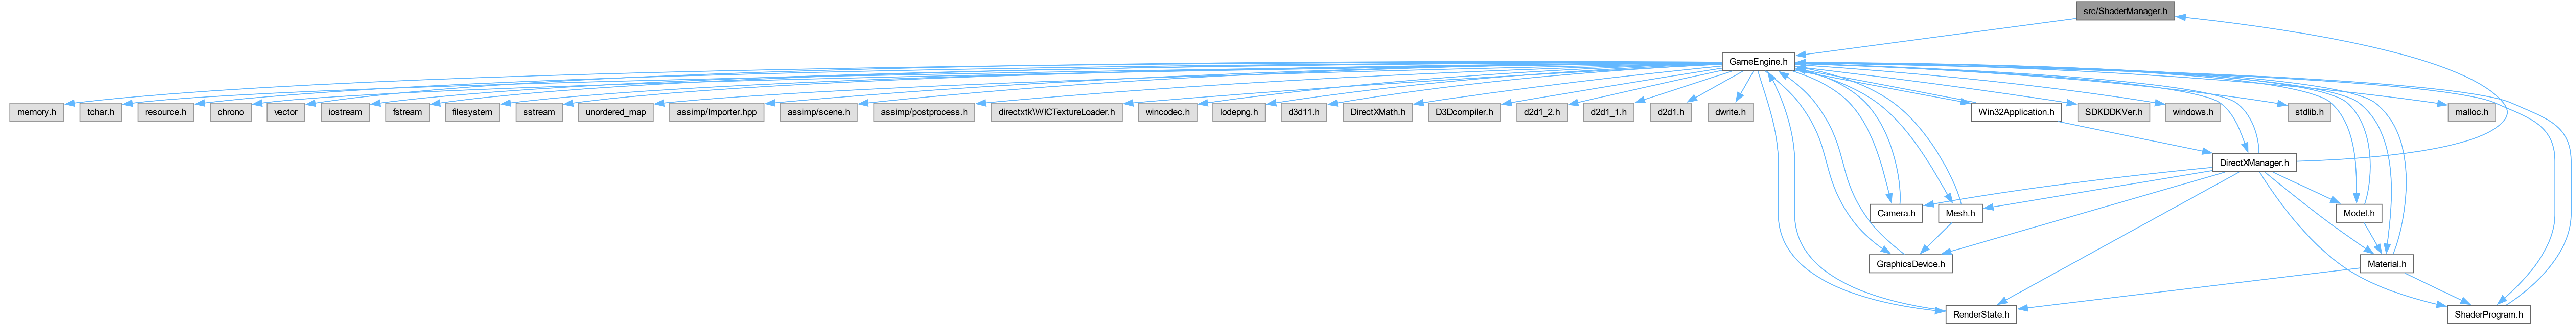 src/ShaderManager.h
GameEngine.h
memory.h
tchar.h
resource.h
chrono
vector
iostream
fstream
filesystem
sstream
unordered_map
assimp/Importer.hpp
assimp/scene.h
assimp/postprocess.h
directxtk\WICTextureLoader.h
wincodec.h
lodepng.h
d3d11.h
DirectXMath.h
D3Dcompiler.h
d2d1_2.h
d2d1_1.h
d2d1.h
dwrite.h
Win32Application.h
SDKDDKVer.h
windows.h
stdlib.h
malloc.h
DirectXManager.h
Camera.h
Mesh.h
Model.h
GraphicsDevice.h
Material.h
RenderState.h
ShaderProgram.h